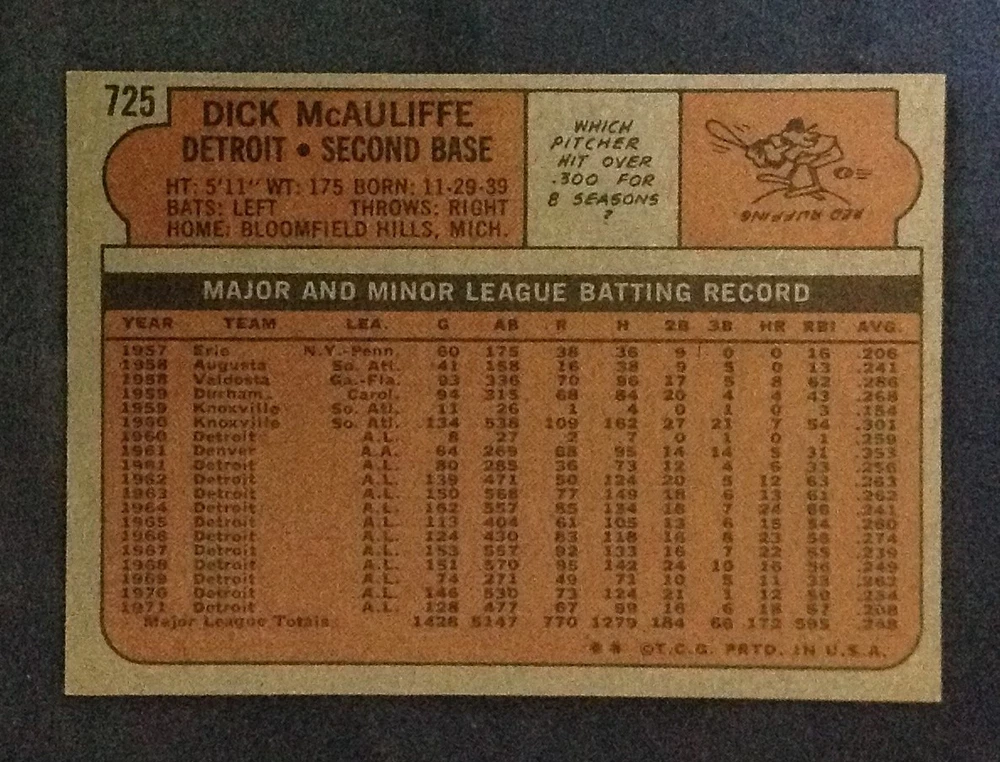 725
DICK McAULIFFE
DETROIT • SECOND BASE
HT: 5'11" WT: 175 BORN: 11-29-39
BATS: LEFT THROWS: RIGHT
HOME: BLOOMFIELD HILLS, MICH.
WHICH
PITCHER
HIT OVER
.300 FOR
8 SEASONS
?
RED RUFFING
MAJOR AND MINOR LEAGUE BATTING RECORD
YEAR TEAM LEA. G AB R H 2B 3B HR RBI AVG.
1957 Erie N.Y.-Penn. 60 175 38 36 9 0 0 16 .206
1958 Augusta So. Atl. 41 158 16 38 9 5 0 13 .241
1958 Valdosta Ga.-Fla. 93 336 70 96 17 5 8 62 .286
1959 Durham Carol. 94 315 68 84 20 4 4 43 .268
1959 Knoxville So. Atl. 11 26 1 4 0 1 0 3 .154
1960 Knoxville So. Atl. 134 538 109 162 27 21 7 54 .301
1960 Detroit A.L. 8 27 2 7 0 1 0 1 .259
1961 Denver A.A. 64 269 68 95 14 14 5 31 .353
1961 Detroit A.L. 80 285 36 73 12 4 6 33 .256
1962 Detroit A.L. 139 471 50 124 20 5 12 63 .263
1963 Detroit A.L. 150 568 77 149 18 6 13 61 .262
1964 Detroit A.L. 162 557 85 134 18 7 24 66 .241
1965 Detroit A.L. 113 404 61 105 13 6 15 54 .260
1966 Detroit A.L. 124 430 83 118 16 8 23 56 .274
1967 Detroit A.L. 153 557 92 133 16 7 22 65 .239
1968 Detroit A.L. 151 570 95 142 24 10 16 56 .249
1969 Detroit A.L. 74 271 49 71 10 5 11 33 .262
1970 Detroit A.L. 146 530 73 124 21 1 12 50 .234
1971 Detroit A.L. 128 477 67 99 16 6 18 57 .208
Major League Totals 1428 5147 770 1279 184 66 172 595 .248
* * ©T.C.G. PRTD. IN U.S.A.